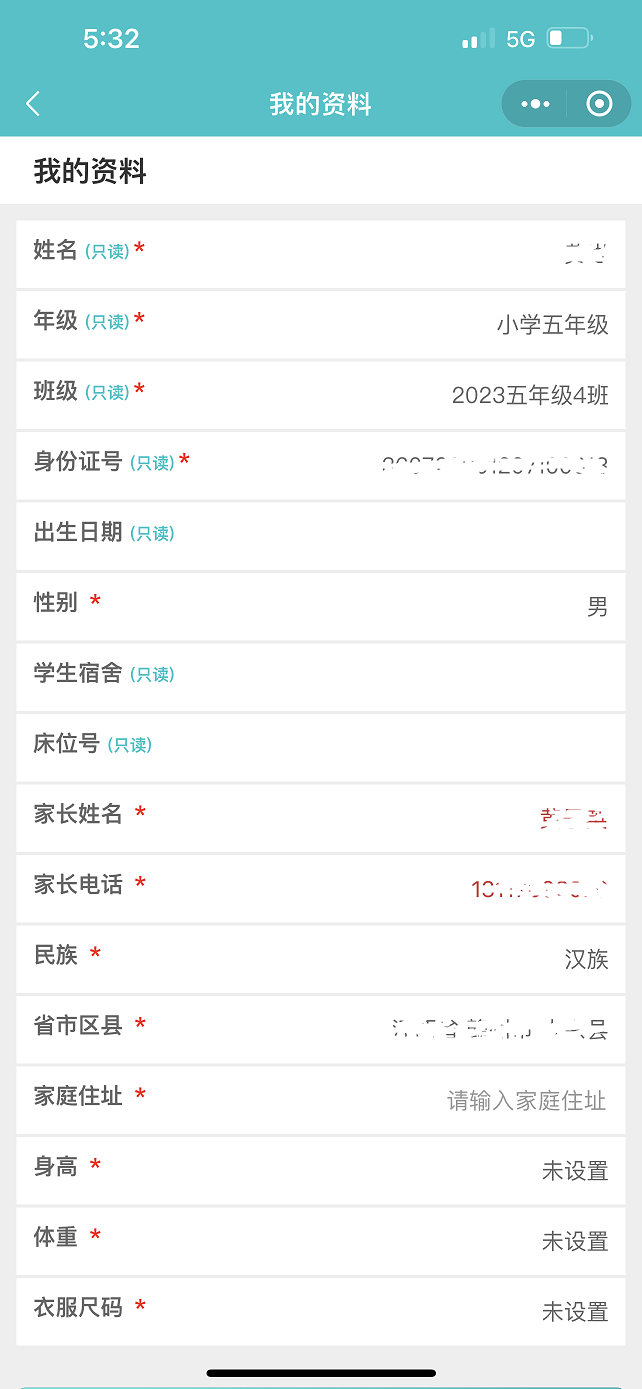 5:32
5G
我的资料
我的资料
姓名 (只读)*
年级 (只读)* 小学五年级
班级 (只读)* 2023五年级4班
身份证号 (只读)*
出生日期 (只读)
性别 * 男
学生宿舍 (只读)
床位号 (只读)
家长姓名 *
家长电话 *
民族 * 汉族
省市区县 * 县
家庭住址 * 请输入家庭住址
身高 * 未设置
体重 * 未设置
衣服尺码 * 未设置